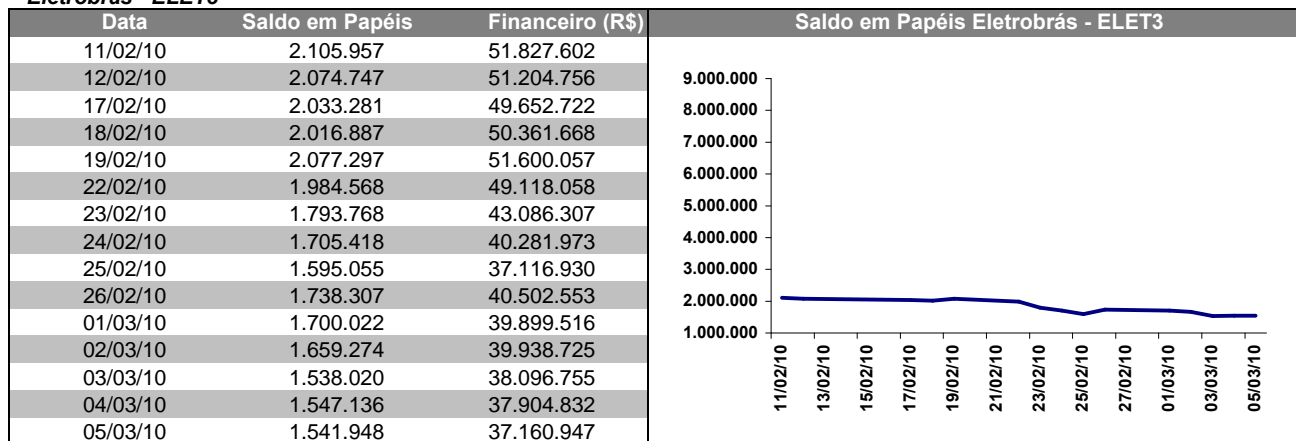 Eletrobrás - ELET3
Data Saldo em Papéis Financeiro (R$)
11/02/10 2.105.957 51.827.602
12/02/10 2.074.747 51.204.756
17/02/10 2.033.281 49.652.722
18/02/10 2.016.887 50.361.668
19/02/10 2.077.297 51.600.057
22/02/10 1.984.568 49.118.058
23/02/10 1.793.768 43.086.307
24/02/10 1.705.418 40.281.973
25/02/10 1.595.055 37.116.930
26/02/10 1.738.307 40.502.553
01/03/10 1.700.022 39.899.516
02/03/10 1.659.274 39.938.725
03/03/10 1.538.020 38.096.755
04/03/10 1.547.136 37.904.832
05/03/10 1.541.948 37.160.947
Saldo em Papéis Eletrobrás - ELET3
9.000.000
8.000.000
7.000.000
6.000.000
5.000.000
4.000.000
3.000.000
2.000.000
1.000.000
11/02/10
13/02/10
15/02/10
17/02/10
19/02/10
21/02/10
23/02/10
25/02/10
27/02/10
01/03/10
03/03/10
05/03/10